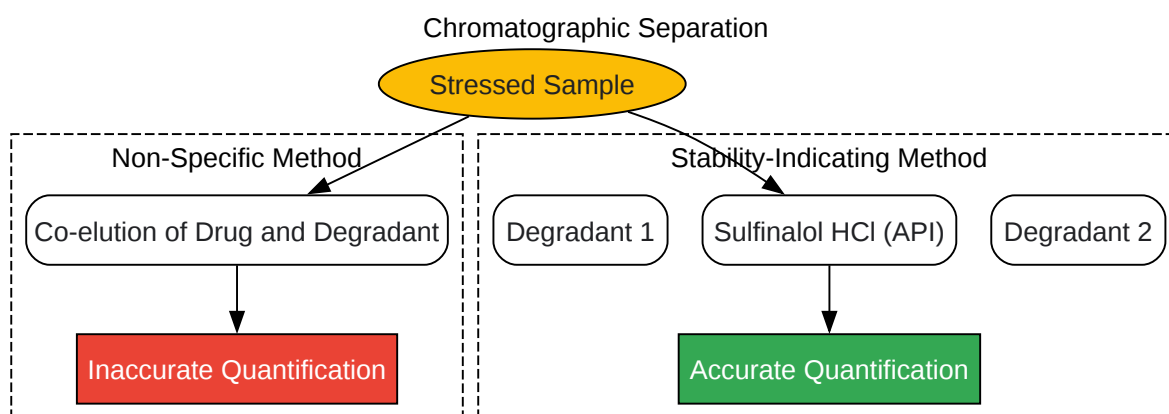 Chromatographic Separation
Stressed Sample
Non-Specific Method
Stability-Indicating Method
Co-elution of Drug and Degradant
Degradant 1
Sulfinalol HCl (API)
Degradant 2
Inaccurate Quantification
Accurate Quantification